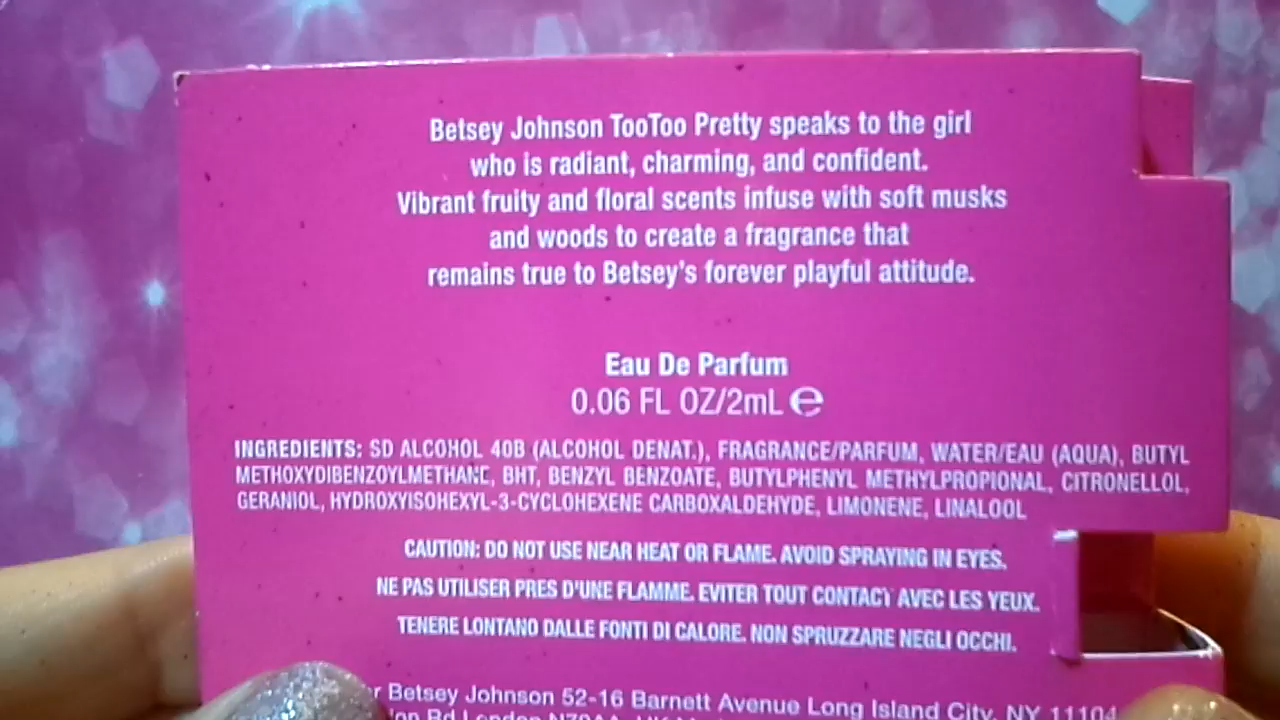 Betsey Johnson TooToo Pretty speaks to the girl
who is radiant, charming, and confident.
Vibrant fruity and floral scents infuse with soft musks
and woods to create a fragrance that
remains true to Betsey's forever playful attitude.
Eau De Parfum
0.06 FL OZ/2mL ℮
INGREDIENTS: SD ALCOHOL 40B (ALCOHOL DENAT.), FRAGRANCE/PARFUM, WATER/EAU (AQUA), BUTYL
METHOXYDIBENZOYLMETHANE, BHT, BENZYL BENZOATE, BUTYLPHENYL METHYLPROPIONAL, CITRONELLOL,
GERANIOL, HYDROXYISOHEXYL-3-CYCLOHEXENE CARBOXALDEHYDE, LIMONENE, LINALOOL
CAUTION: DO NOT USE NEAR HEAT OR FLAME. AVOID SPRAYING IN EYES.
NE PAS UTILISER PRES D'UNE FLAMME. EVITER TOUT CONTACT AVEC LES YEUX.
TENERE LONTANO DALLE FONTI DI CALORE. NON SPRUZZARE NEGLI OCCHI.
Betsey Johnson 52-16 Barnett Avenue Long Island City, NY 11104
Rd London